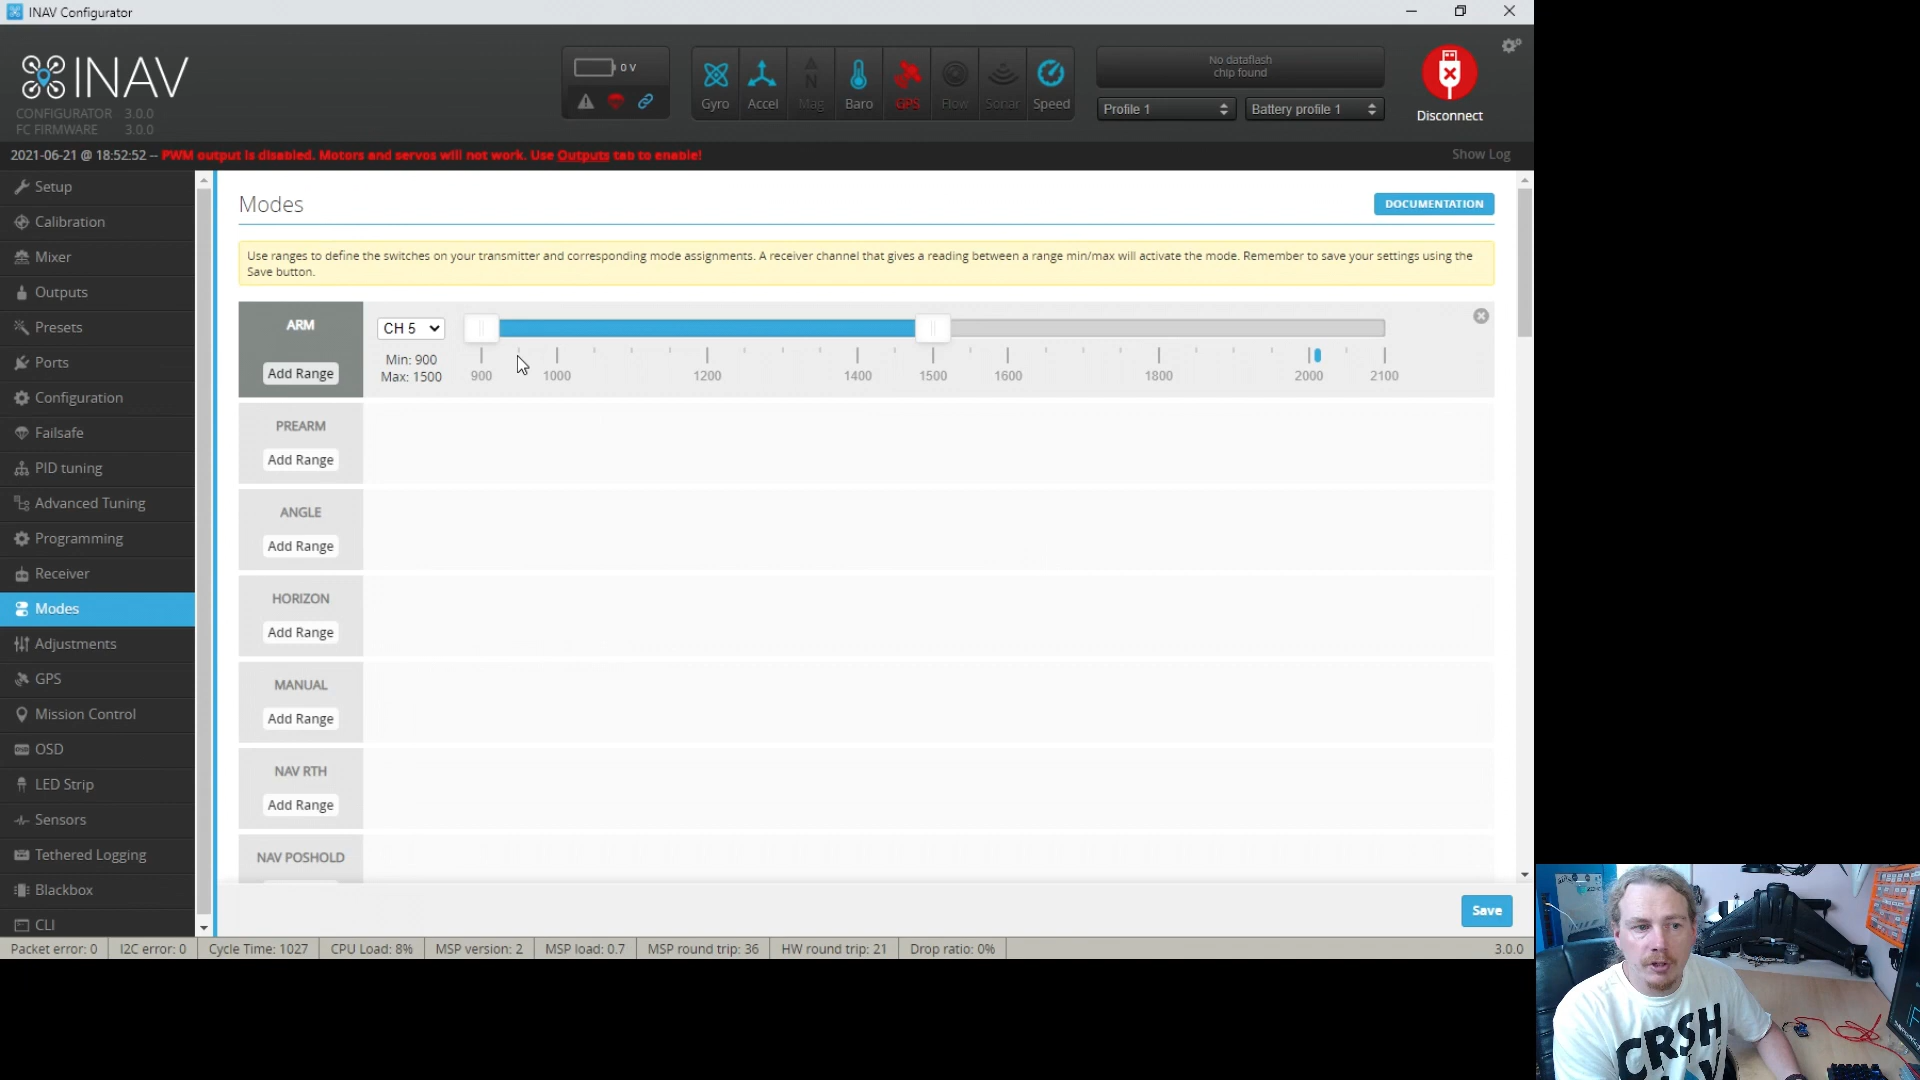 INAV Configurator
INAV
CONFIGURATOR 3.0.0
FC FIRMWARE 3.0.0
0 V
Gyro
Accel
Mag
Baro
GPS
Flow
Sonar
Speed
No dataflash
chip found
Profile 1
Battery profile 1
Disconnect
2021-06-21 @ 18:52:52 -- PWM output is disabled. Motors and servos will not work. Use Outputs tab to enable!
Show Log
Setup
Calibration
Mixer
Outputs
Presets
Ports
Configuration
Failsafe
PID tuning
Advanced Tuning
Programming
Receiver
Modes
Adjustments
GPS
Mission Control
OSD
LED Strip
Sensors
Tethered Logging
Blackbox
CLI
Modes
DOCUMENTATION
Use ranges to define the switches on your transmitter and corresponding mode assignments. A receiver channel that gives a reading between a range min/max will activate the mode. Remember to save your settings using the
Save button.
ARM
Add Range
CH 5
Min: 900
Max: 1500
900 1000 1200 1400 1500 1600 1800 2000 2100
PREARM
Add Range
ANGLE
Add Range
HORIZON
Add Range
MANUAL
Add Range
NAV RTH
Add Range
NAV POSHOLD
Save
Packet error: 0 I2C error: 0 Cycle Time: 1027 CPU Load: 8% MSP version: 2 MSP load: 0.7 MSP round trip: 36 HW round trip: 21 Drop ratio: 0% 3.0.0
CRSH